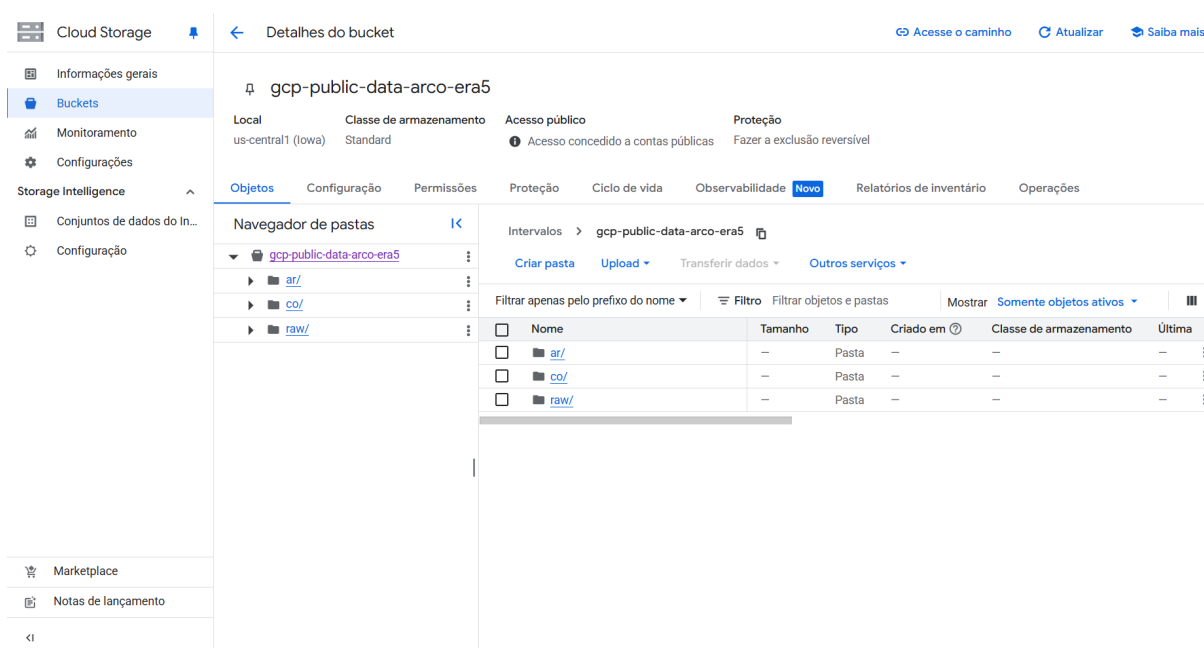 Cloud Storage
Detalhes do bucket
Acesse o caminho
Atualizar
Saiba mais
Informações gerais
Buckets
Monitoramento
Configurações
Storage Intelligence
Conjuntos de dados do In...
Configuração
gcp-public-data-arco-era5
Local
Classe de armazenamento
Acesso público
Proteção
us-central1 (Iowa)
Standard
Acesso concedido a contas públicas
Fazer a exclusão reversível
Objetos
Configuração
Permissões
Proteção
Ciclo de vida
Observabilidade Novo
Relatórios de inventário
Operações
Navegador de pastas
gcp-public-data-arco-era5
ar/
co/
raw/
Intervalos > gcp-public-data-arco-era5
Criar pasta
Upload
Transferir dados
Outros serviços
Filtrar apenas pelo prefixo do nome
Filtro Filtrar objetos e pastas
Mostrar Somente objetos ativos
Nome Tamanho Tipo Criado em Classe de armazenamento Última
ar/ — Pasta — — —
co/ — Pasta — — —
raw/ — Pasta — — —
Marketplace
Notas de lançamento